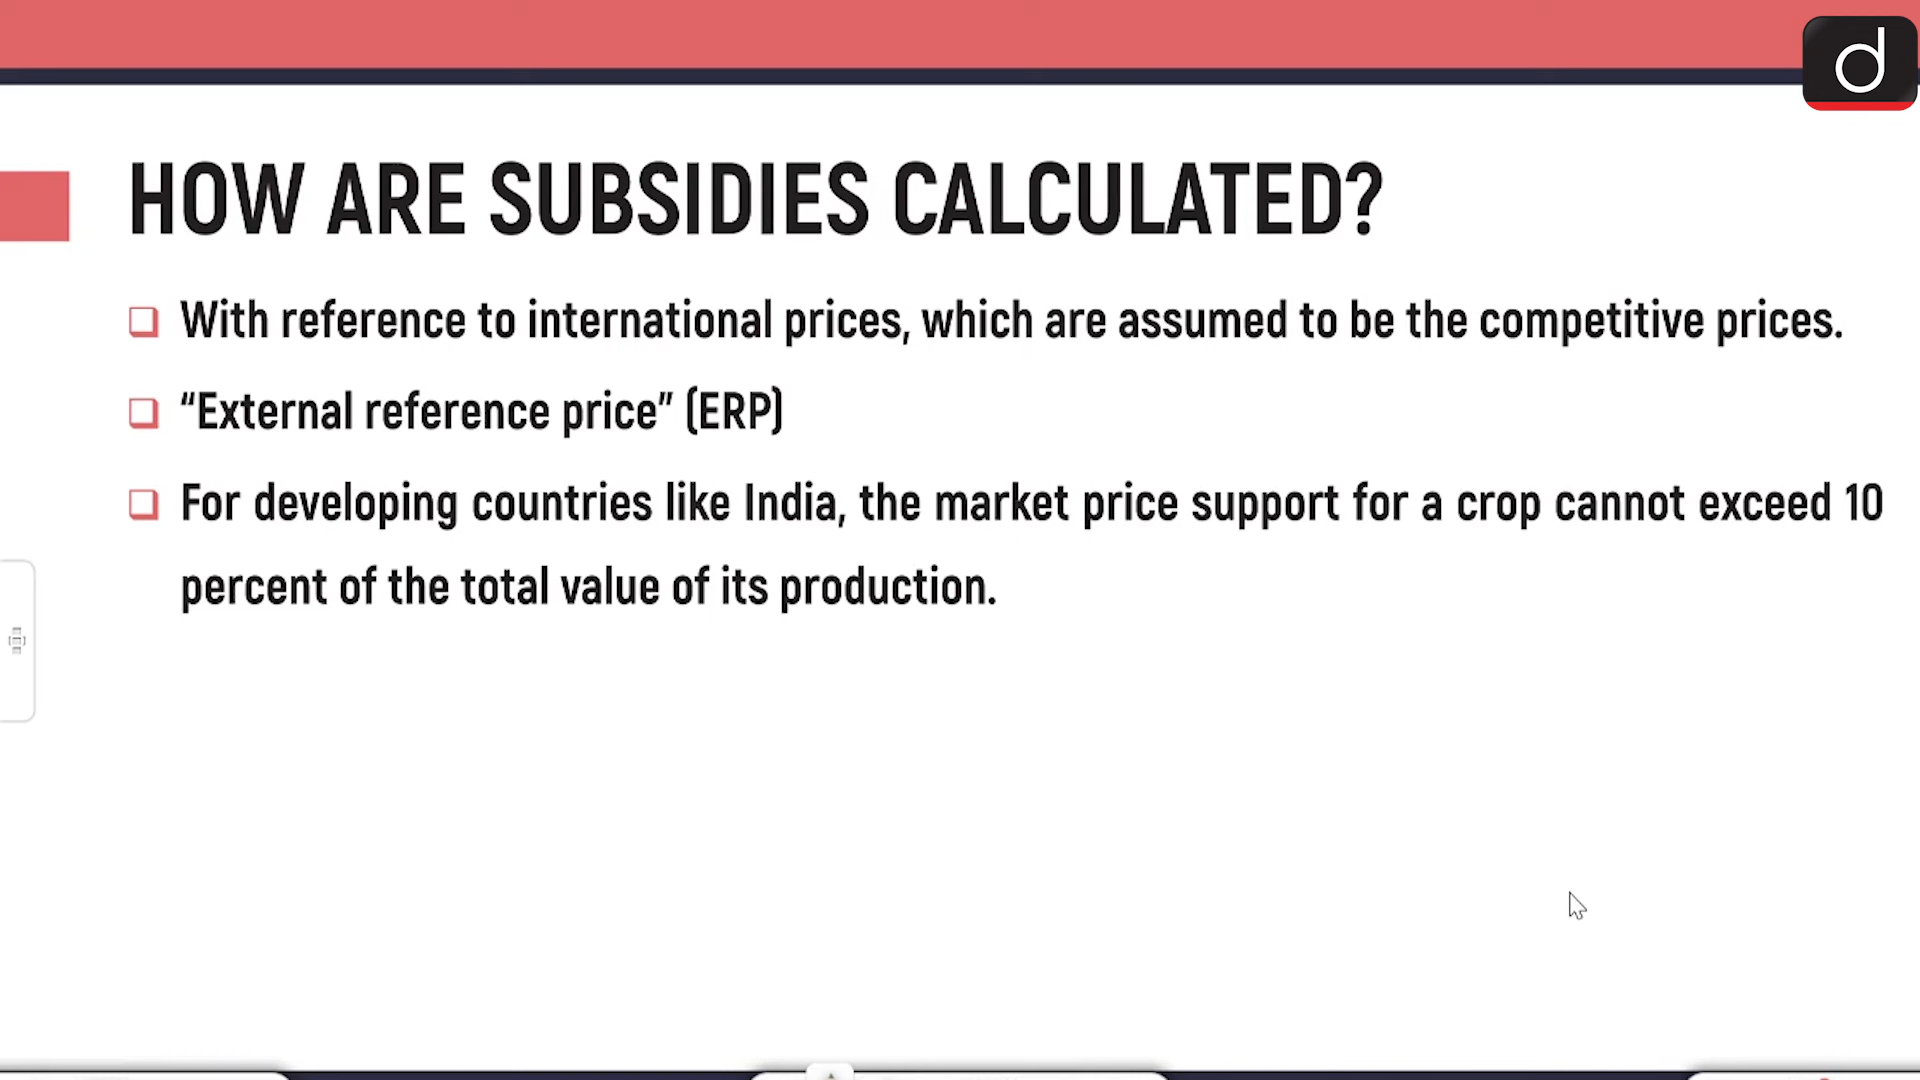 d
HOW ARE SUBSIDIES CALCULATED?
With reference to international prices, which are assumed to be the competitive prices.
“External reference price” (ERP)
For developing countries like India, the market price support for a crop cannot exceed 10
percent of the total value of its production.